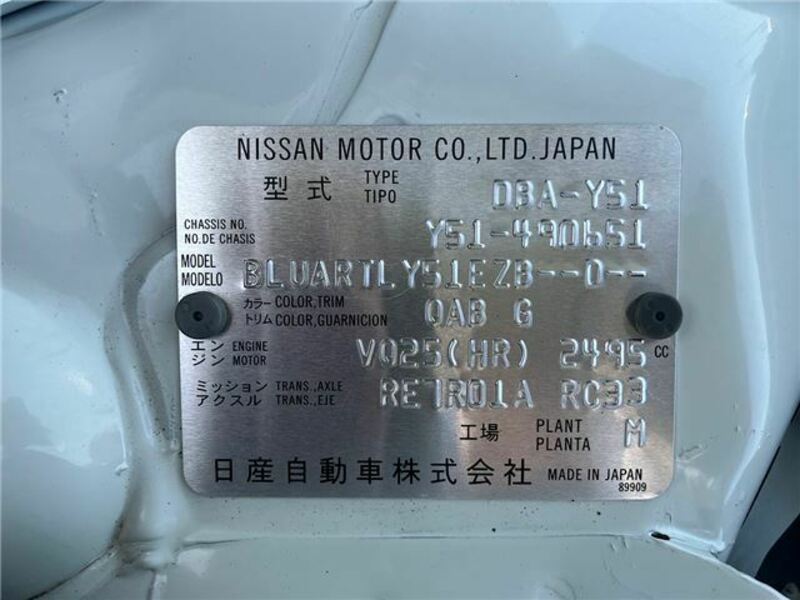 NISSAN MOTOR CO.,LTD.JAPAN
型式 TYPE TIPO DBA-Y51
CHASSIS NO. NO.DE CHASIS Y51-490651
MODEL MODELO BLUARTLY51EZB--D--
カラー COLOR,TRIM
トリム COLOR,GUARNICION QAB G
エンジン ENGINE MOTOR VQ25(HR) 2495 CC
ミッション TRANS.,AXLE
アクスル TRANS.,EJE RE7R01A RC33
工場 PLANT PLANTA M
日産自動車株式会社 MADE IN JAPAN
89909